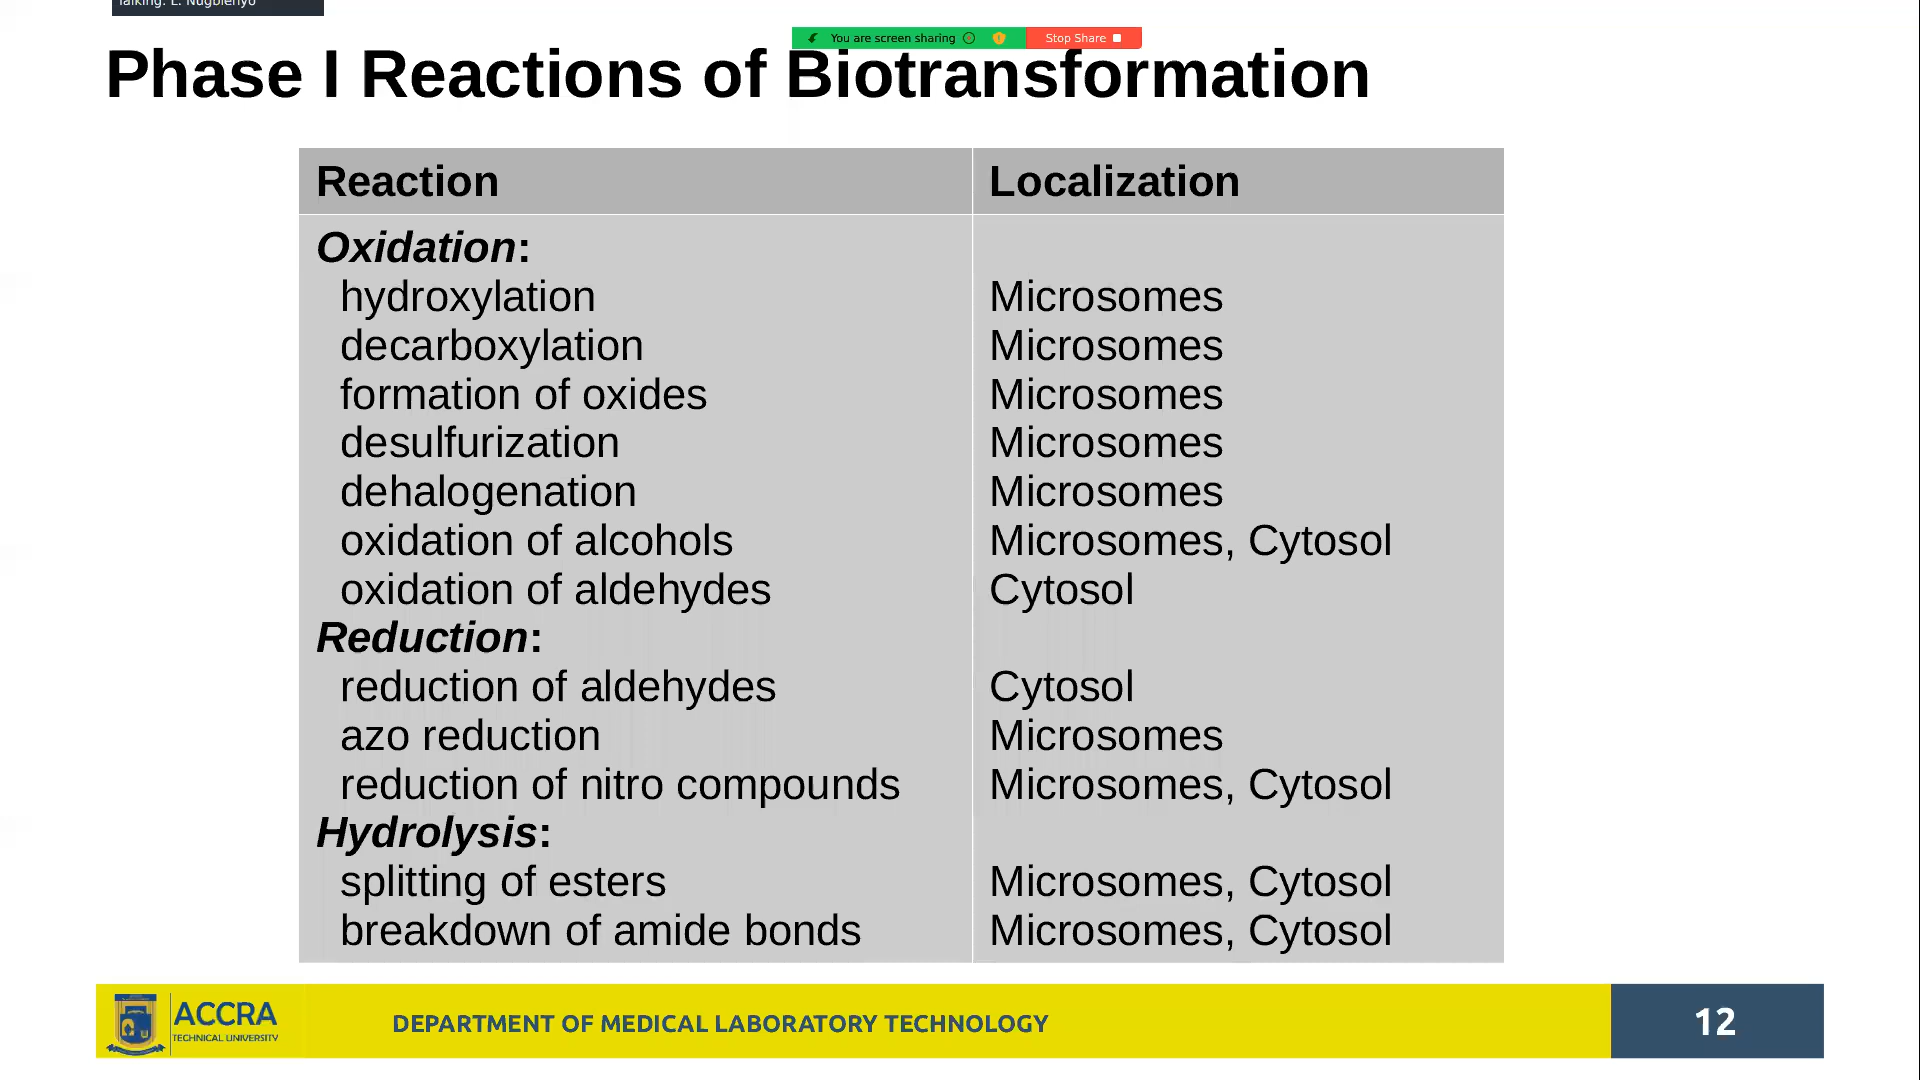 Talking: E. Nugbienyo
You are screen sharing
Stop Share
Phase I Reactions of Biotransformation
Reaction Localization
Oxidation:
hydroxylation Microsomes
decarboxylation Microsomes
formation of oxides Microsomes
desulfurization Microsomes
dehalogenation Microsomes
oxidation of alcohols Microsomes, Cytosol
oxidation of aldehydes Cytosol
Reduction:
reduction of aldehydes Cytosol
azo reduction Microsomes
reduction of nitro compounds Microsomes, Cytosol
Hydrolysis:
splitting of esters Microsomes, Cytosol
breakdown of amide bonds Microsomes, Cytosol
ACCRA
TECHNICAL UNIVERSITY
DEPARTMENT OF MEDICAL LABORATORY TECHNOLOGY
12